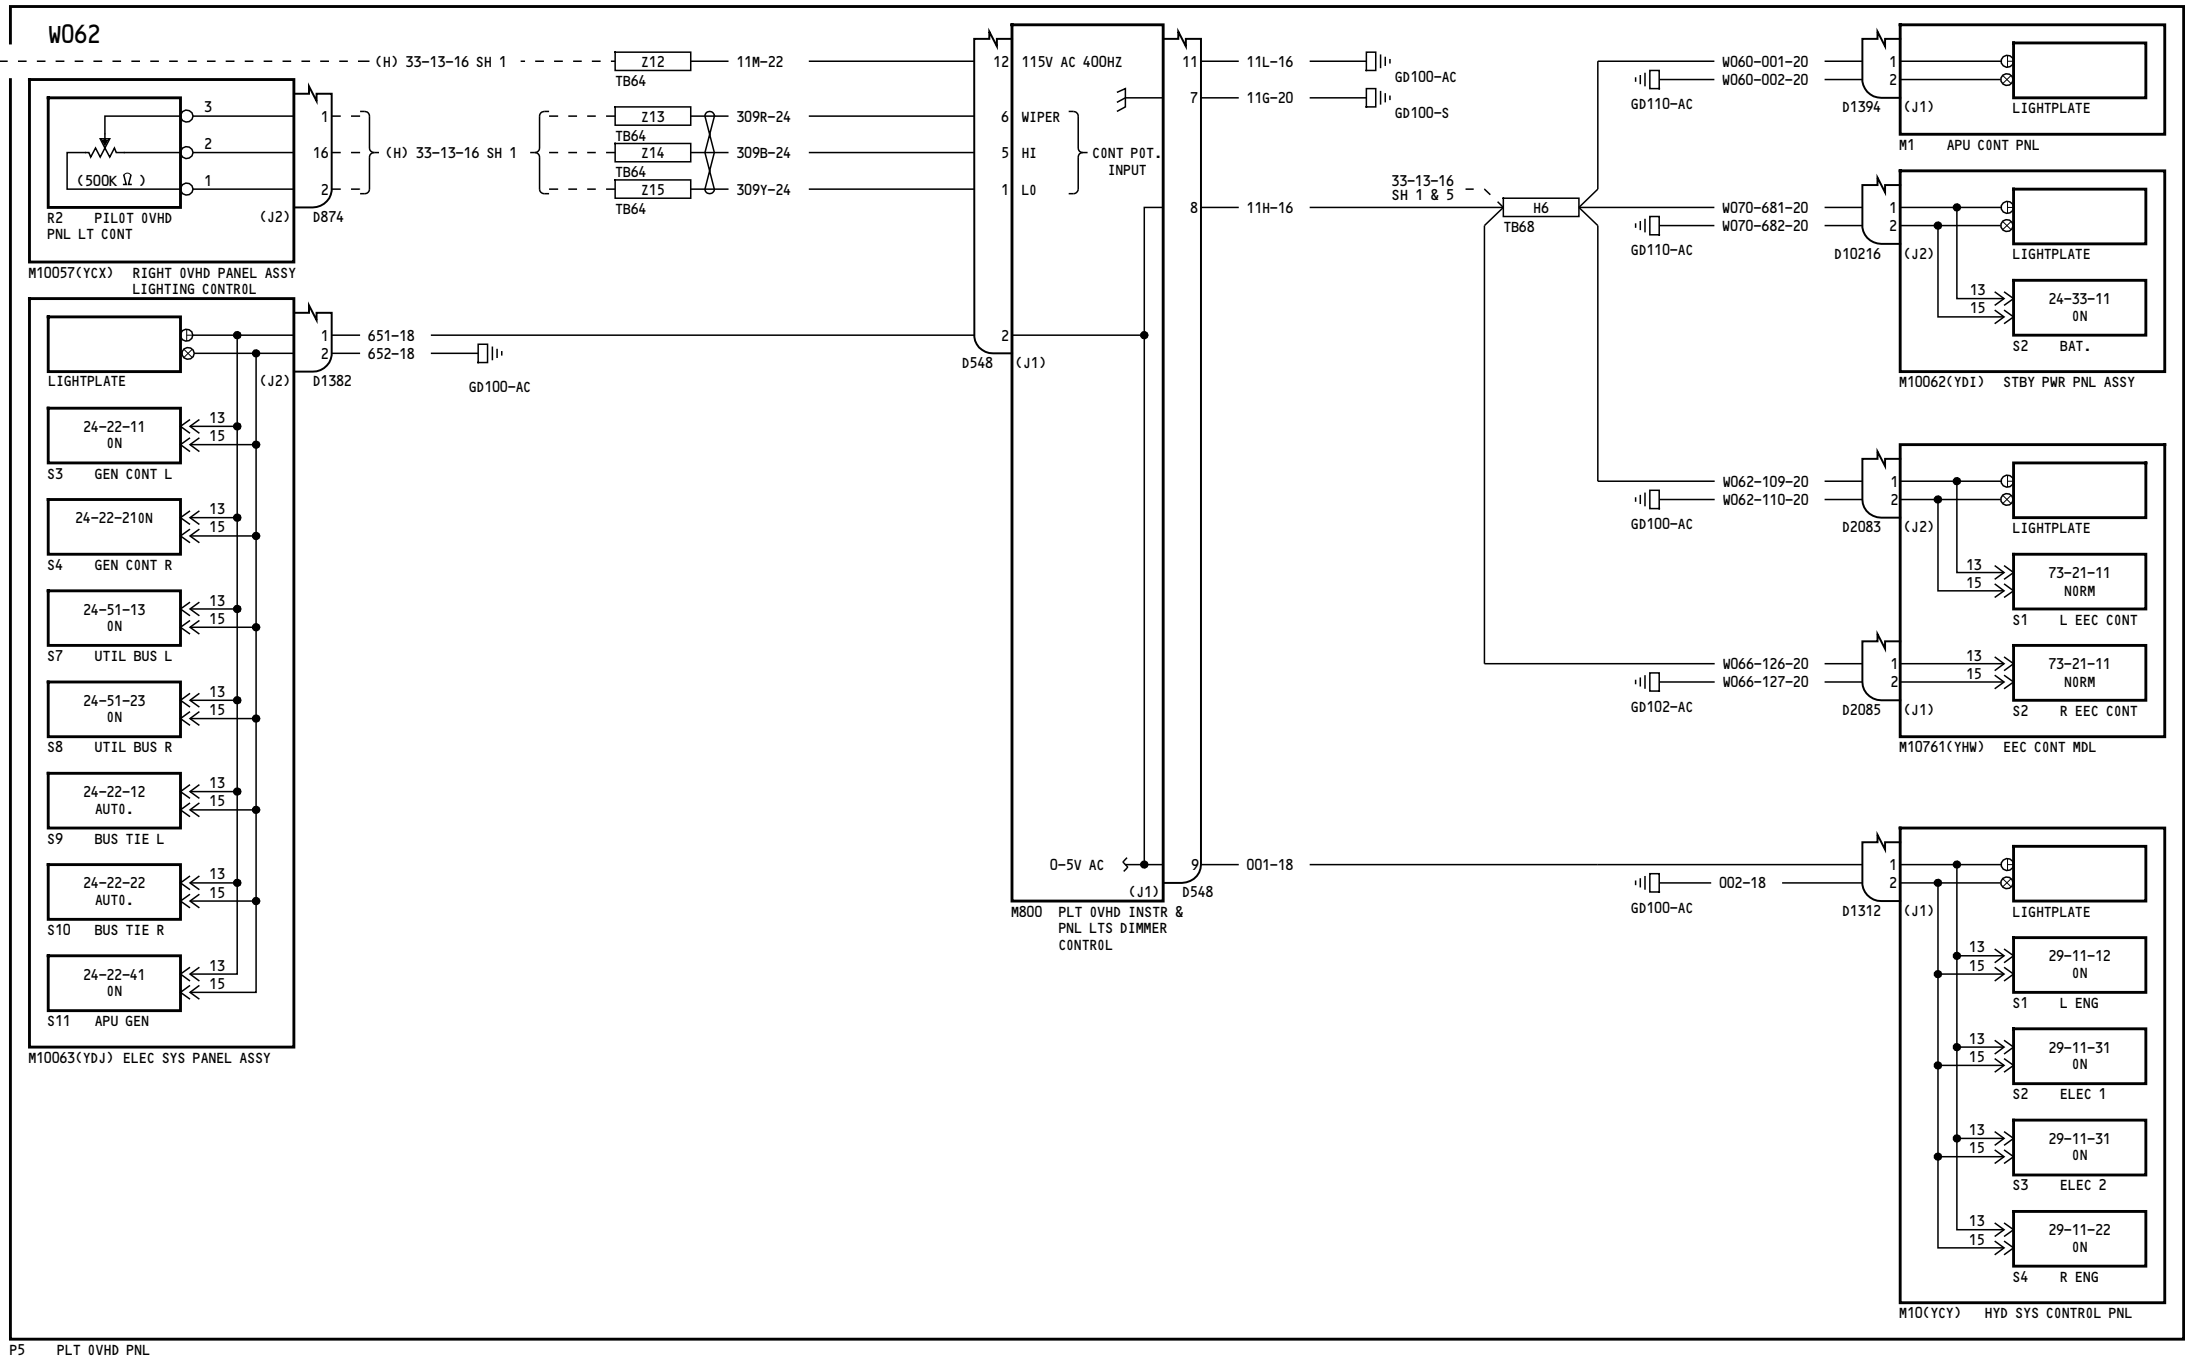 W062
(H) 33-13-16 SH 1
Z12
TB64
11M-22
12
115V AC 400HZ
11
11L-16
GD100-AC
7
11G-20
GD100-S
3
2
1
(500K Ω)
R2 PILOT OVHD
PNL LT CONT
(J2)
1
16
2
D874
M10057(YCX) RIGHT OVHD PANEL ASSY
LIGHTING CONTROL
(H) 33-13-16 SH 1
Z13
TB64
309R-24
6
WIPER
Z14
TB64
309B-24
5
HI
Z15
TB64
309Y-24
1
LO
CONT POT.
INPUT
8
11H-16
33-13-16
SH 1 & 5
H6
TB68
LIGHTPLATE
(J2)
1
2
D1382
651-18
652-18
GD100-AC
2
D548
(J1)
24-22-11
ON
13
15
S3 GEN CONT L
24-22-21ON
13
15
S4 GEN CONT R
24-51-13
ON
13
15
S7 UTIL BUS L
24-51-23
ON
13
15
S8 UTIL BUS R
24-22-12
AUTO.
13
15
S9 BUS TIE L
24-22-22
AUTO.
13
15
S10 BUS TIE R
24-22-41
ON
13
15
S11 APU GEN
M10063(YDJ) ELEC SYS PANEL ASSY
0-5V AC
9
(J1)
D548
001-18
M800 PLT OVHD INSTR &
PNL LTS DIMMER
CONTROL
W060-001-20
W060-002-20
GD110-AC
1
2
D1394
(J1)
LIGHTPLATE
M1 APU CONT PNL
W070-681-20
W070-682-20
GD110-AC
1
2
D10216
(J2)
LIGHTPLATE
13
15
24-33-11
ON
S2 BAT.
M10062(YDI) STBY PWR PNL ASSY
W062-109-20
W062-110-20
GD100-AC
1
2
D2083
(J2)
LIGHTPLATE
13
15
73-21-11
NORM
S1 L EEC CONT
W066-126-20
W066-127-20
GD102-AC
1
2
D2085
(J1)
13
15
73-21-11
NORM
S2 R EEC CONT
M10761(YHW) EEC CONT MDL
002-18
GD100-AC
1
2
D1312
(J1)
LIGHTPLATE
13
15
29-11-12
ON
S1 L ENG
13
15
29-11-31
ON
S2 ELEC 1
13
15
29-11-31
ON
S3 ELEC 2
13
15
29-11-22
ON
S4 R ENG
M10(YCY) HYD SYS CONTROL PNL
P5 PLT OVHD PNL